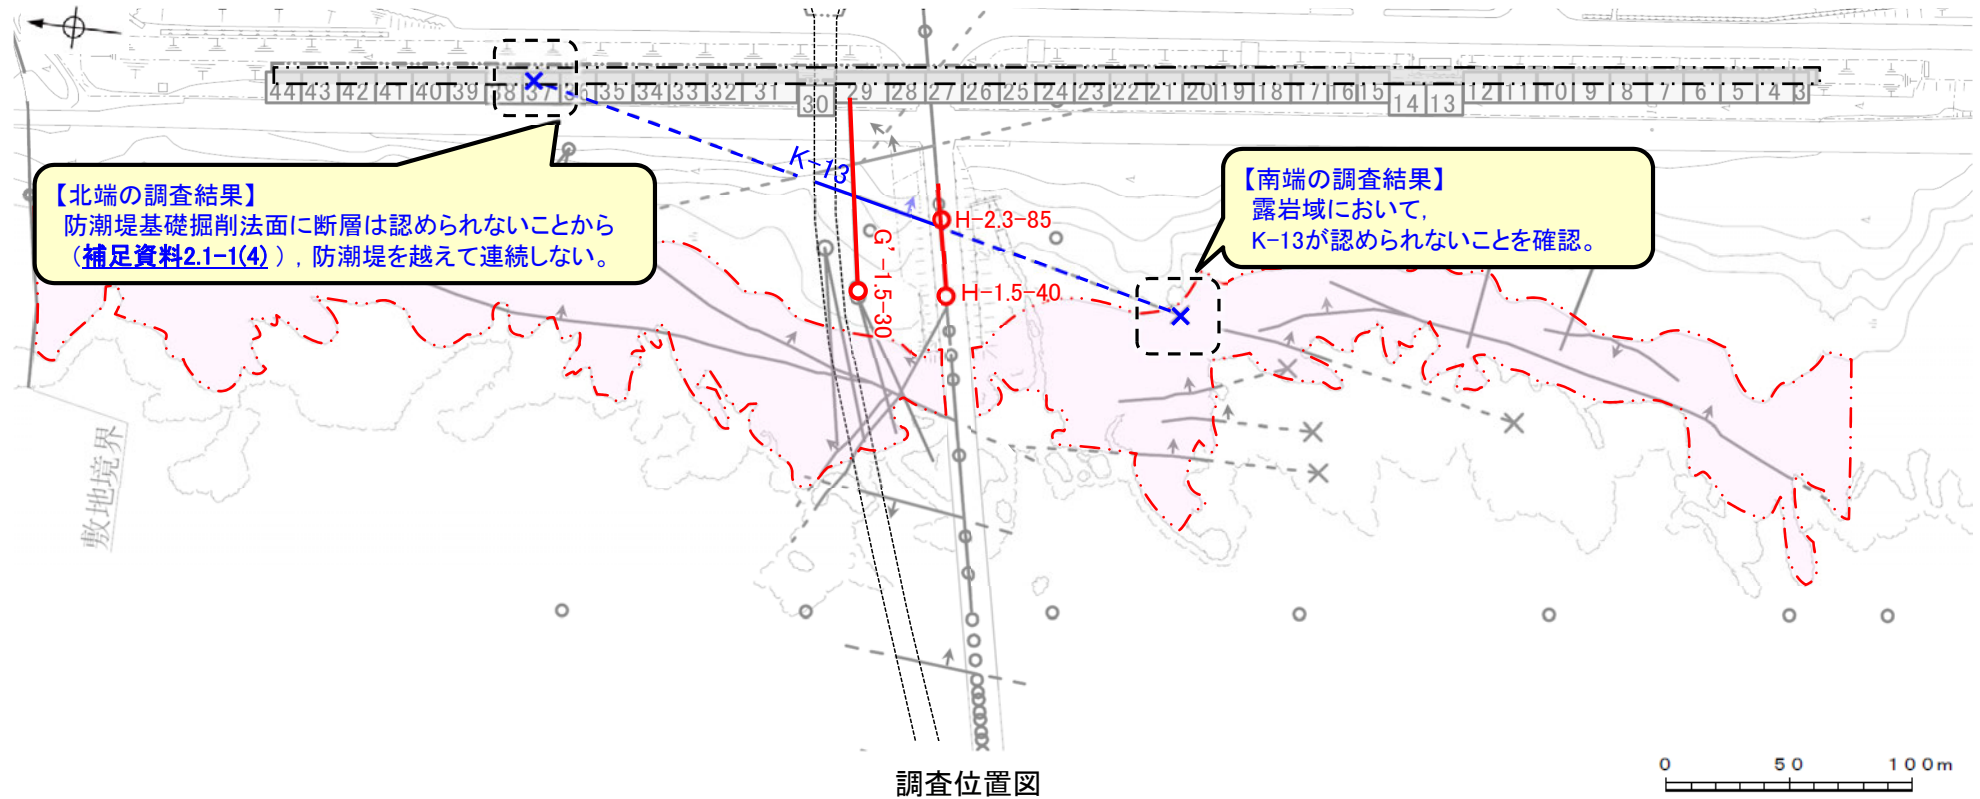 44 43 42 41 40 39 38 37 36 35 34 33 32 31 30 29 28 27 26 25 24 23 22 21 20 19 18 17 16 15 14 13 12 11 10 9 8 7 6 5 4 3
K-13
【北端の調査結果】
防潮堤基礎掘削法面に断層は認められないことから
（補足資料2.1-1(4)），防潮堤を越えて連続しない。
【南端の調査結果】
露岩域において，
K-13が認められないことを確認。
H-2.3-85
G'-1.5-30
H-1.5-40
敷地境界
調査位置図
0 50 100m